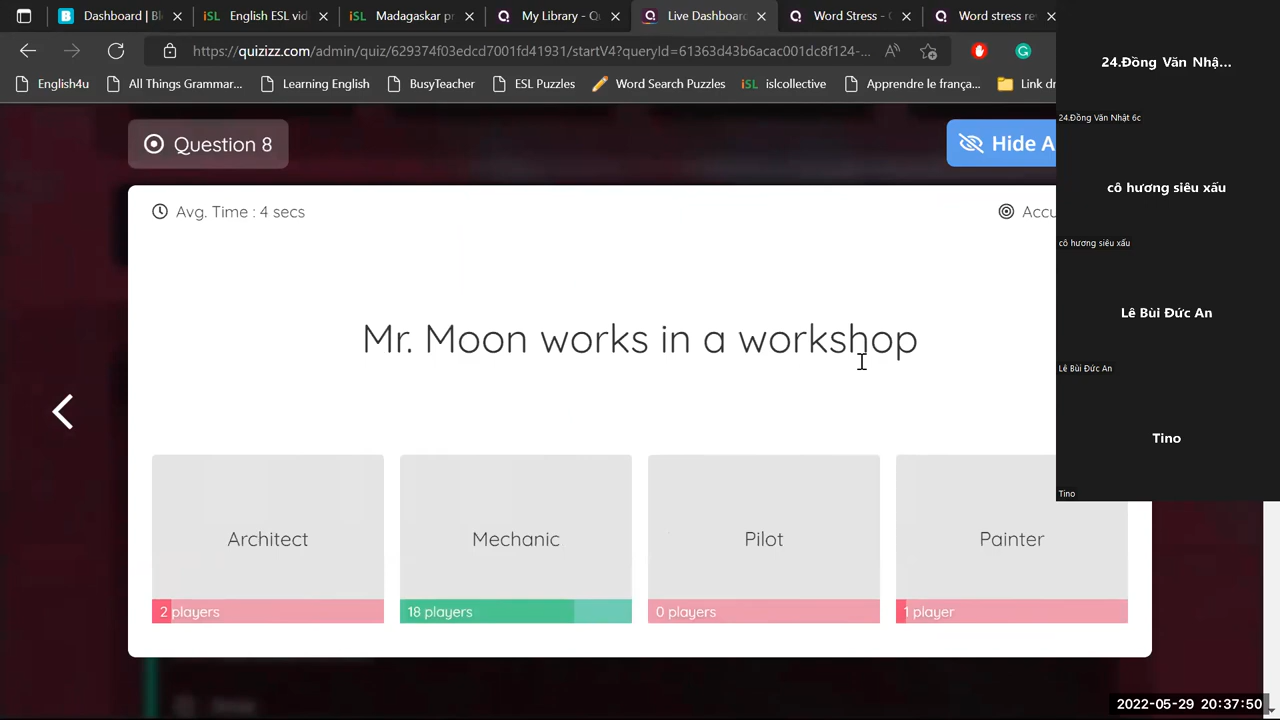 Dashboard | Bl
iSL English ESL vid
iSL Madagaskar pr
My Library - Qu
Live Dashboard
Word Stress - Q
Word stress re
https://quizizz.com/admin/quiz/629374f03edcd7001fd41931/startV4?queryId=61363d43b6acac001dc8f124-...
English4u
All Things Grammar...
Learning English
BusyTeacher
ESL Puzzles
Word Search Puzzles
iSL islcollective
Apprendre le frança...
Link dr
Question 8
Hide A
Avg. Time : 4 secs
Accu
Mr. Moon works in a workshop
Architect
Mechanic
Pilot
Painter
2 players
18 players
0 players
1 player
24.Đồng Văn Nhậ...
24.Đồng Văn Nhật 6c
cô hương siêu xấu
cô hương siêu xấu
Lê Bùi Đức An
Lê Bùi Đức An
Tino
Tino
2022-05-29 20:37:50